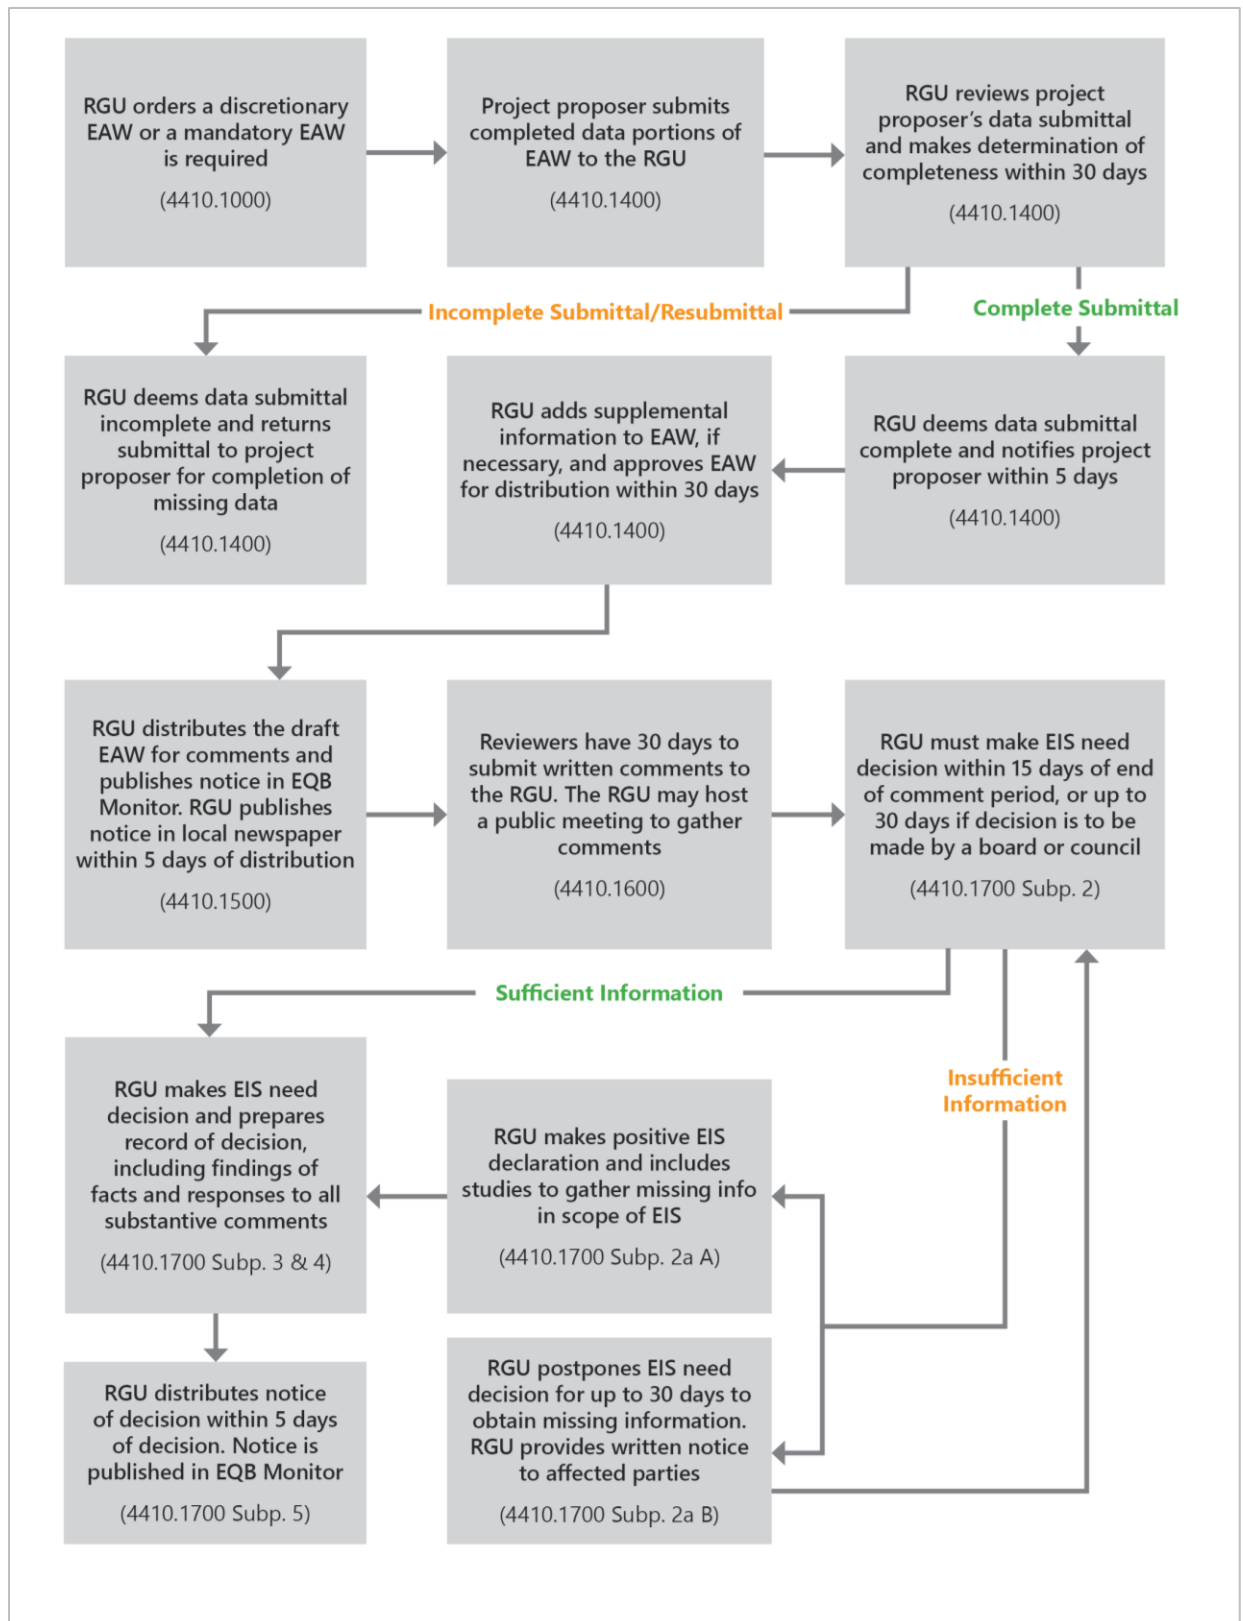 RGU orders a discretionary
EAW or a mandatory EAW
is required
(4410.1000)
Project proposer submits
completed data portions of
EAW to the RGU
(4410.1400)
RGU reviews project
proposer’s data submittal
and makes determination of
completeness within 30 days
(4410.1400)
Incomplete Submittal/Resubmittal
Complete Submittal
RGU deems data submittal
incomplete and returns
submittal to project
proposer for completion of
missing data
(4410.1400)
RGU adds supplemental
information to EAW, if
necessary, and approves EAW
for distribution within 30 days
(4410.1400)
RGU deems data submittal
complete and notifies project
proposer within 5 days
(4410.1400)
RGU distributes the draft
EAW for comments and
publishes notice in EQB
Monitor. RGU publishes
notice in local newspaper
within 5 days of distribution
(4410.1500)
Reviewers have 30 days to
submit written comments to
the RGU. The RGU may host
a public meeting to gather
comments
(4410.1600)
RGU must make EIS need
decision within 15 days of end
of comment period, or up to
30 days if decision is to be
made by a board or council
(4410.1700 Subp. 2)
Sufficient Information
Insufficient
Information
RGU makes EIS need
decision and prepares
record of decision,
including findings of
facts and responses to all
substantive comments
(4410.1700 Subp. 3 & 4)
RGU makes positive EIS
declaration and includes
studies to gather missing info
in scope of EIS
(4410.1700 Subp. 2a A)
RGU distributes notice
of decision within 5 days
of decision. Notice is
published in EQB Monitor
(4410.1700 Subp. 5)
RGU postpones EIS need
decision for up to 30 days to
obtain missing information.
RGU provides written notice
to affected parties
(4410.1700 Subp. 2a B)